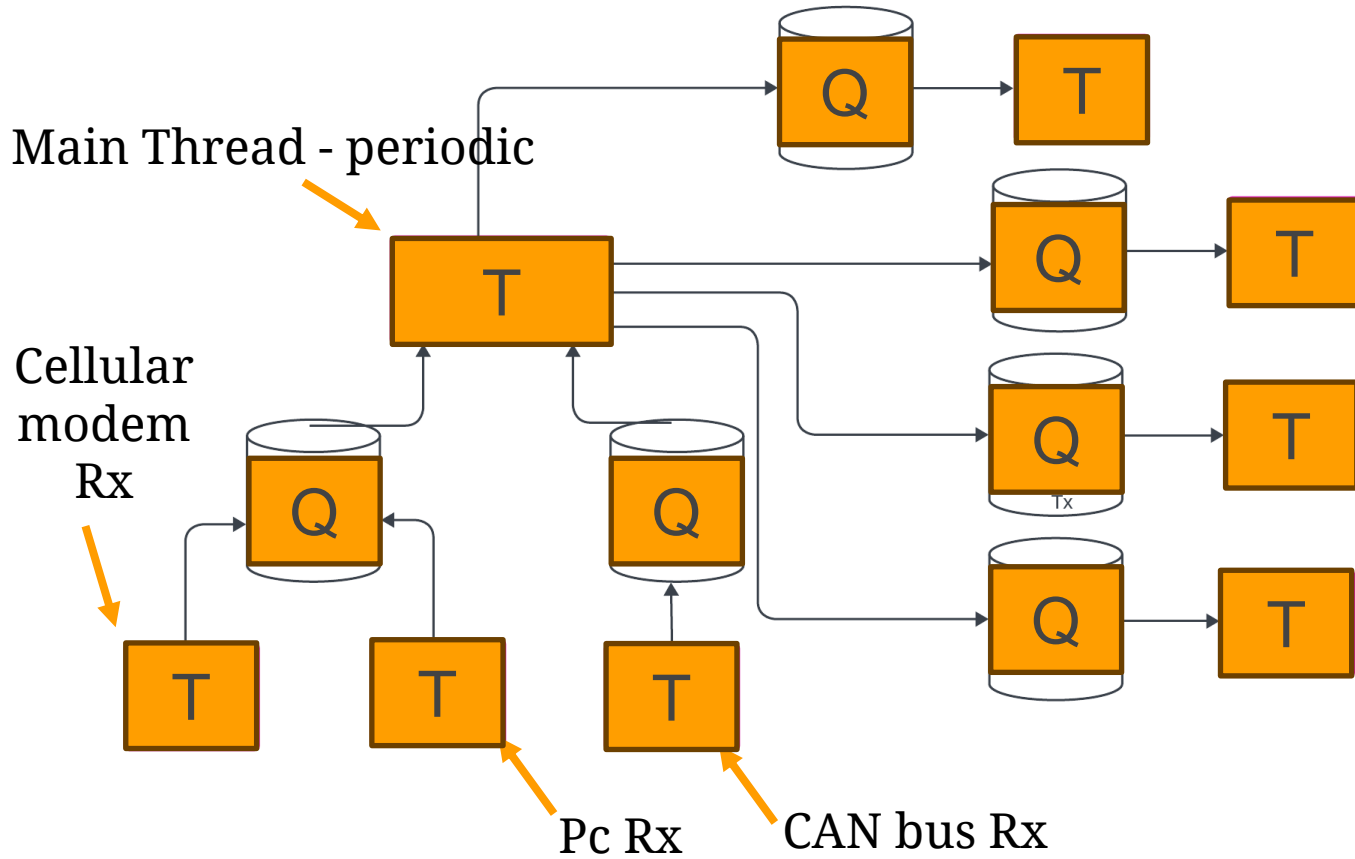 Q
T
Main Thread - periodic
Q
T
T
Cellular
modem
Rx
Q
T
Tx
Q
Q
Q
T
T
T
T
Pc Rx
CAN bus Rx